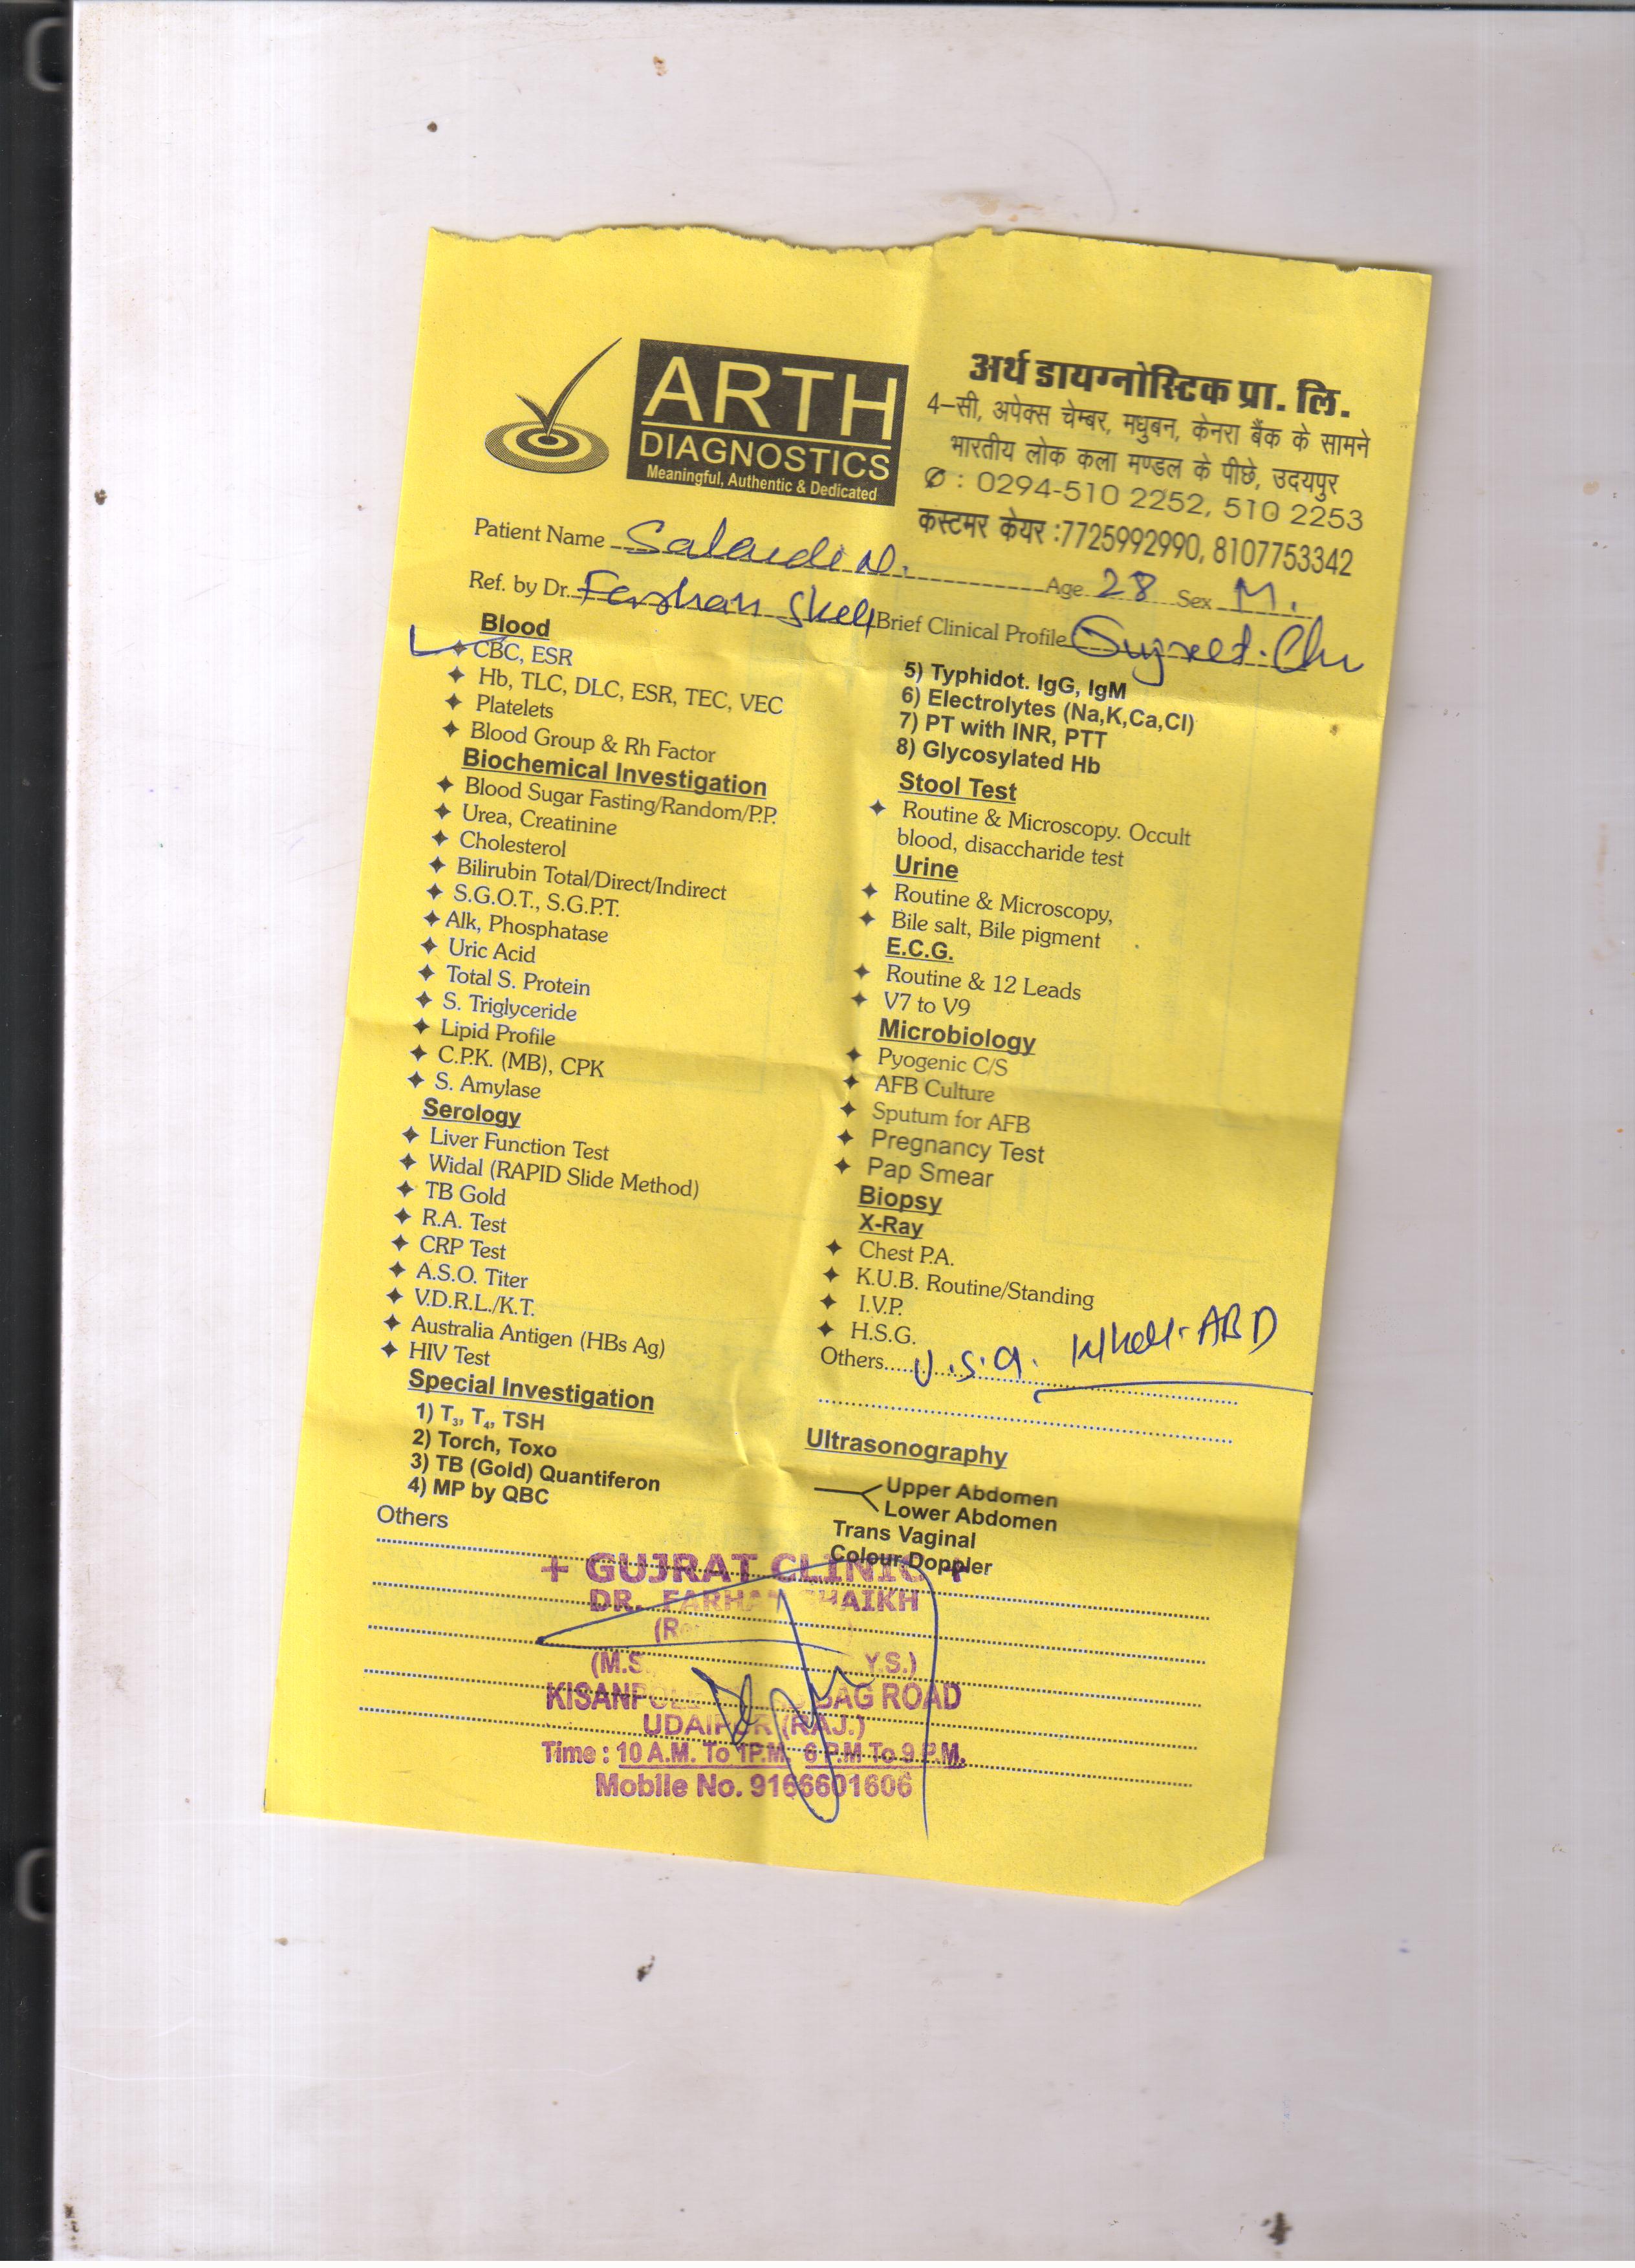 ARTH
DIAGNOSTICS
Meaningful, Authentic & Dedicated
अर्थ डायग्नोस्टिक प्रा. लि.
4-सी, अपेक्स चेम्बर, मधुबन, केनरा बैंक के सामने
भारतीय लोक कला मण्डल के पीछे, उदयपुर
✆ : 0294-510 2252, 510 2253
कस्टमर केयर :7725992990, 8107753342
Patient Name
Age 28 Sex M.
Ref. by Dr. Farhan Brief Clinical Profile
Blood
✦ CBC, ESR
✦ Hb, TLC, DLC, ESR, TEC, VEC
✦ Platelets
✦ Blood Group & Rh Factor
Biochemical Investigation
✦ Blood Sugar Fasting/Random/P.P.
✦ Urea, Creatinine
✦ Cholesterol
✦ Bilirubin Total/Direct/Indirect
✦ S.G.O.T., S.G.P.T.
✦ Alk, Phosphatase
✦ Uric Acid
✦ Total S. Protein
✦ S. Triglyceride
✦ Lipid Profile
✦ C.P.K. (MB), CPK
✦ S. Amylase
Serology
✦ Liver Function Test
✦ Widal (RAPID Slide Method)
✦ TB Gold
✦ R.A. Test
✦ CRP Test
✦ A.S.O. Titer
✦ V.D.R.L./K.T.
✦ Australia Antigen (HBs Ag)
✦ HIV Test
Special Investigation
1) T₃, T₄, TSH
2) Torch, Toxo
3) TB (Gold) Quantiferon
4) MP by QBC
Others
5) Typhidot. IgG, IgM
6) Electrolytes (Na,K,Ca,Cl)
7) PT with INR, PTT
8) Glycosylated Hb
Stool Test
✦ Routine & Microscopy. Occult
blood, disaccharide test
Urine
✦ Routine & Microscopy,
✦ Bile salt, Bile pigment
E.C.G.
✦ Routine & 12 Leads
✦ V7 to V9
Microbiology
✦ Pyogenic C/S
✦ AFB Culture
✦ Sputum for AFB
✦ Pregnancy Test
✦ Pap Smear
Biopsy
X-Ray
✦ Chest P.A.
✦ K.U.B. Routine/Standing
✦ I.V.P.
✦ H.S.G.
Others..... U.S.G. ABD
Ultrasonography
Upper Abdomen
Lower Abdomen
Trans Vaginal
Colour Doppler
+ GUJRAT CLINIC +
DR. FARHAN SHAIKH
BAG ROAD
UDAIPUR (RAJ.)
Time : 10 A.M. To 1P.M. 6 P.M To 9 P.M.
Mobile No. 9166601606